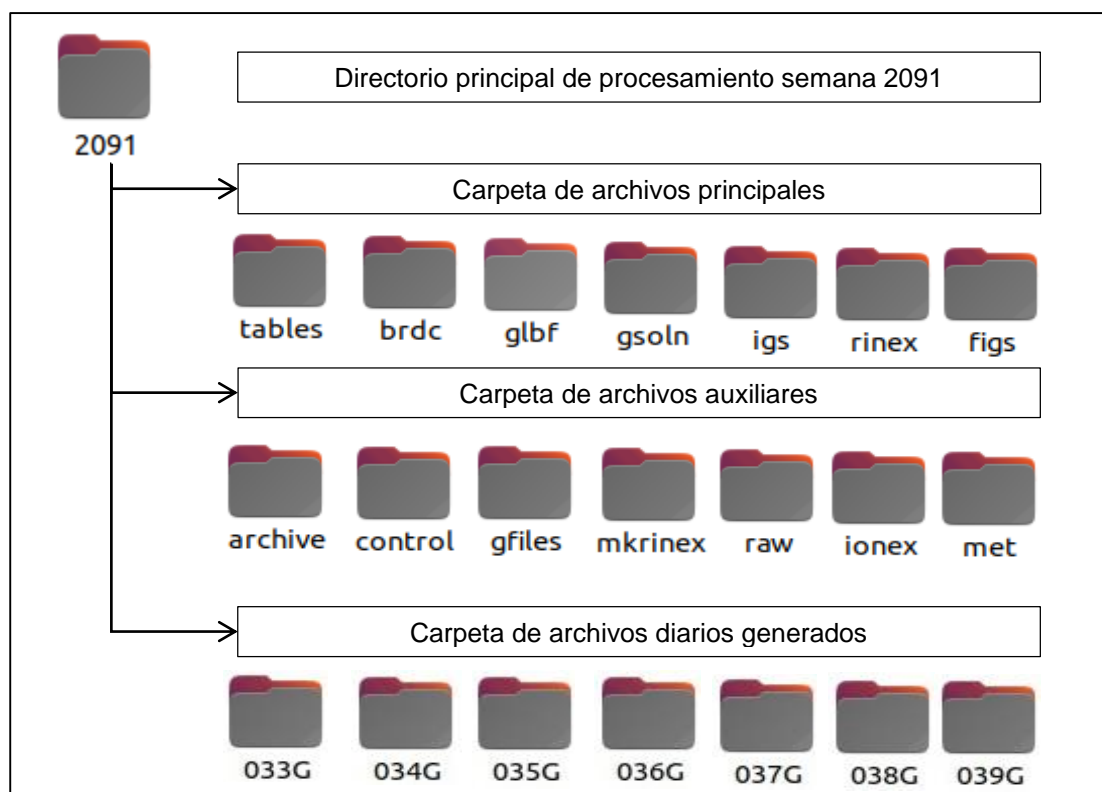 Directorio principal de procesamiento semana 2091
2091
Carpeta de archivos principales
tables brdc glbf gsoln igs rinex figs
Carpeta de archivos auxiliares
archive control gfiles mkrinex raw ionex met
Carpeta de archivos diarios generados
033G 034G 035G 036G 037G 038G 039G